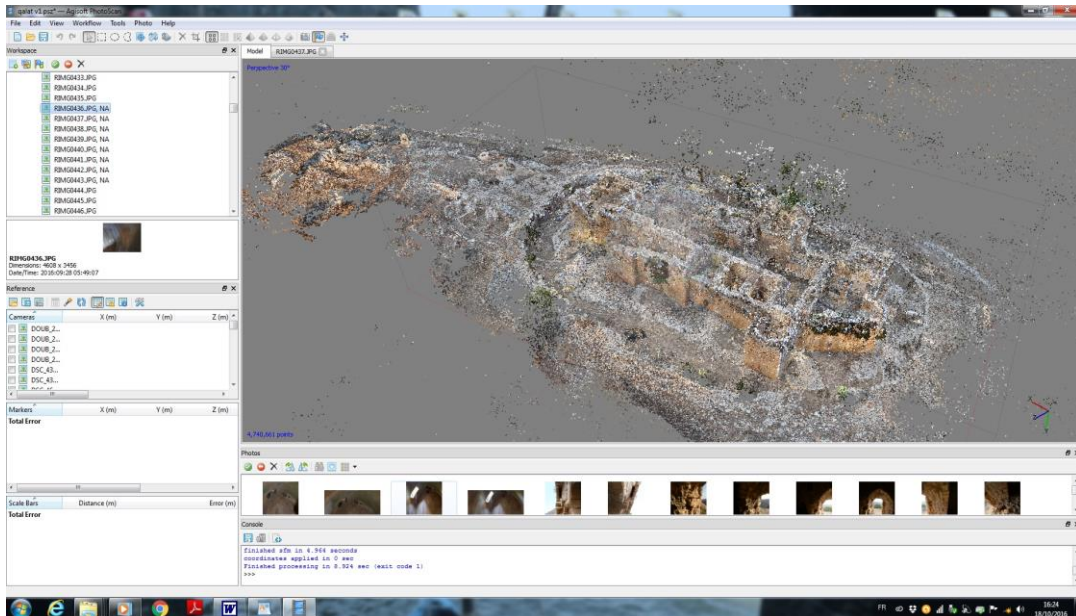 qalat v1.psz* — Agisoft PhotoScan
File Edit View Workflow Tools Photo Help
Workspace
Model RIMG0437.JPG
Perspective 30°
RIMG0433.JPG
RIMG0434.JPG
RIMG0435.JPG
RIMG0436.JPG, NA
RIMG0437.JPG, NA
RIMG0438.JPG, NA
RIMG0439.JPG, NA
RIMG0440.JPG, NA
RIMG0441.JPG, NA
RIMG0442.JPG, NA
RIMG0443.JPG, NA
RIMG0444.JPG
RIMG0445.JPG
RIMG0446.JPG
RIMG0436.JPG
Dimensions: 4608 x 3456
Date/Time: 2016:09:28 05:49:07
Reference
Cameras X (m) Y (m) Z (m)
DOUB_2...
DOUB_2...
DOUB_2...
DOUB_2...
DSC_43...
DSC_43...
Markers X (m) Y (m) Z (m)
Total Error
4,740,661 points
Photos
Scale Bars Distance (m) Error (m)
Total Error
Console
finished sfm in 4.964 seconds
coordinates applied in 0 sec
Finished processing in 8.924 sec (exit code 1)
>>>
FR
16:24
18/10/2016